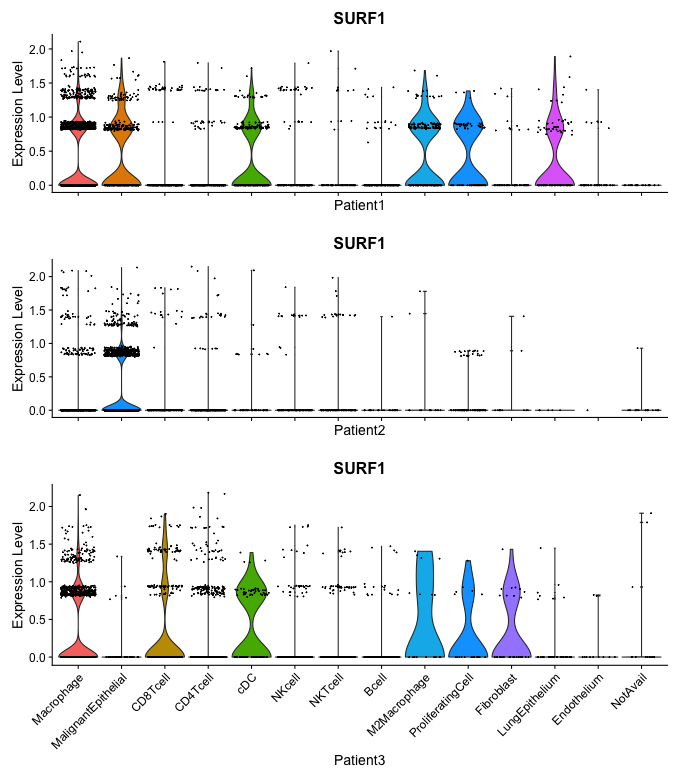 SURF1
Expression Level
2.0
1.5
1.0
0.5
0.0
Patient1
SURF1
Expression Level
2.0
1.5
1.0
0.5
0.0
Patient2
SURF1
Expression Level
2.0
1.5
1.0
0.5
0.0
Macrophage
MalignantEpithelial
CD8Tcell
CD4Tcell
cDC
NKcell
NKTcell
Bcell
M2Macrophage
ProliferatingCell
Fibroblast
LungEpithelium
Endothelium
NotAvail
Patient3